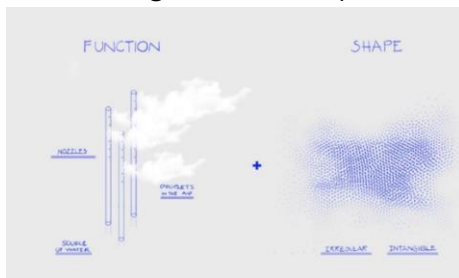 FUNCTION
SHAPE
NOZZLES
DROPLETS
IN THE AIR
SOURCE
OF WATER
+
IRREGULAR
INTANGIBLE